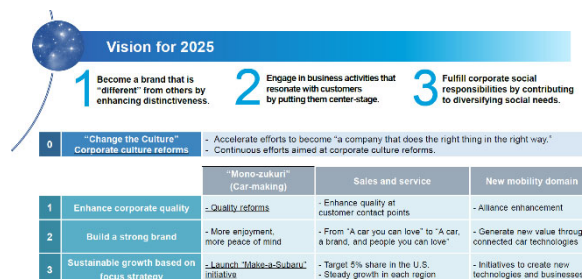 Vision for 2025
1
Become a brand that is
"different" from others by
enhancing distinctiveness.
2
Engage in business activities that
resonate with customers
by putting them center-stage.
3
Fulfill corporate social
responsibilities by contributing
to diversifying social needs.
0
"Change the Culture"
Corporate culture reforms
- Accelerate efforts to become "a company that does the right thing in the right way."
- Continuous efforts aimed at corporate culture reforms.
"Mono-zukuri"
(Car-making)
Sales and service
New mobility domain
1
Enhance corporate quality
- Quality reforms
- Enhance quality at
customer contact points
- Alliance enhancement
2
Build a strong brand
- More enjoyment,
more peace of mind
- From "A car you can love" to "A car,
a brand, and people you can love"
- Generate new value through
connected car technologies
3
Sustainable growth based on
focus strategy
- Launch "Make-a-Subaru"
initiative
- Target 5% share in the U.S.
- Steady growth in each region
- Initiatives to create new
technologies and businesses